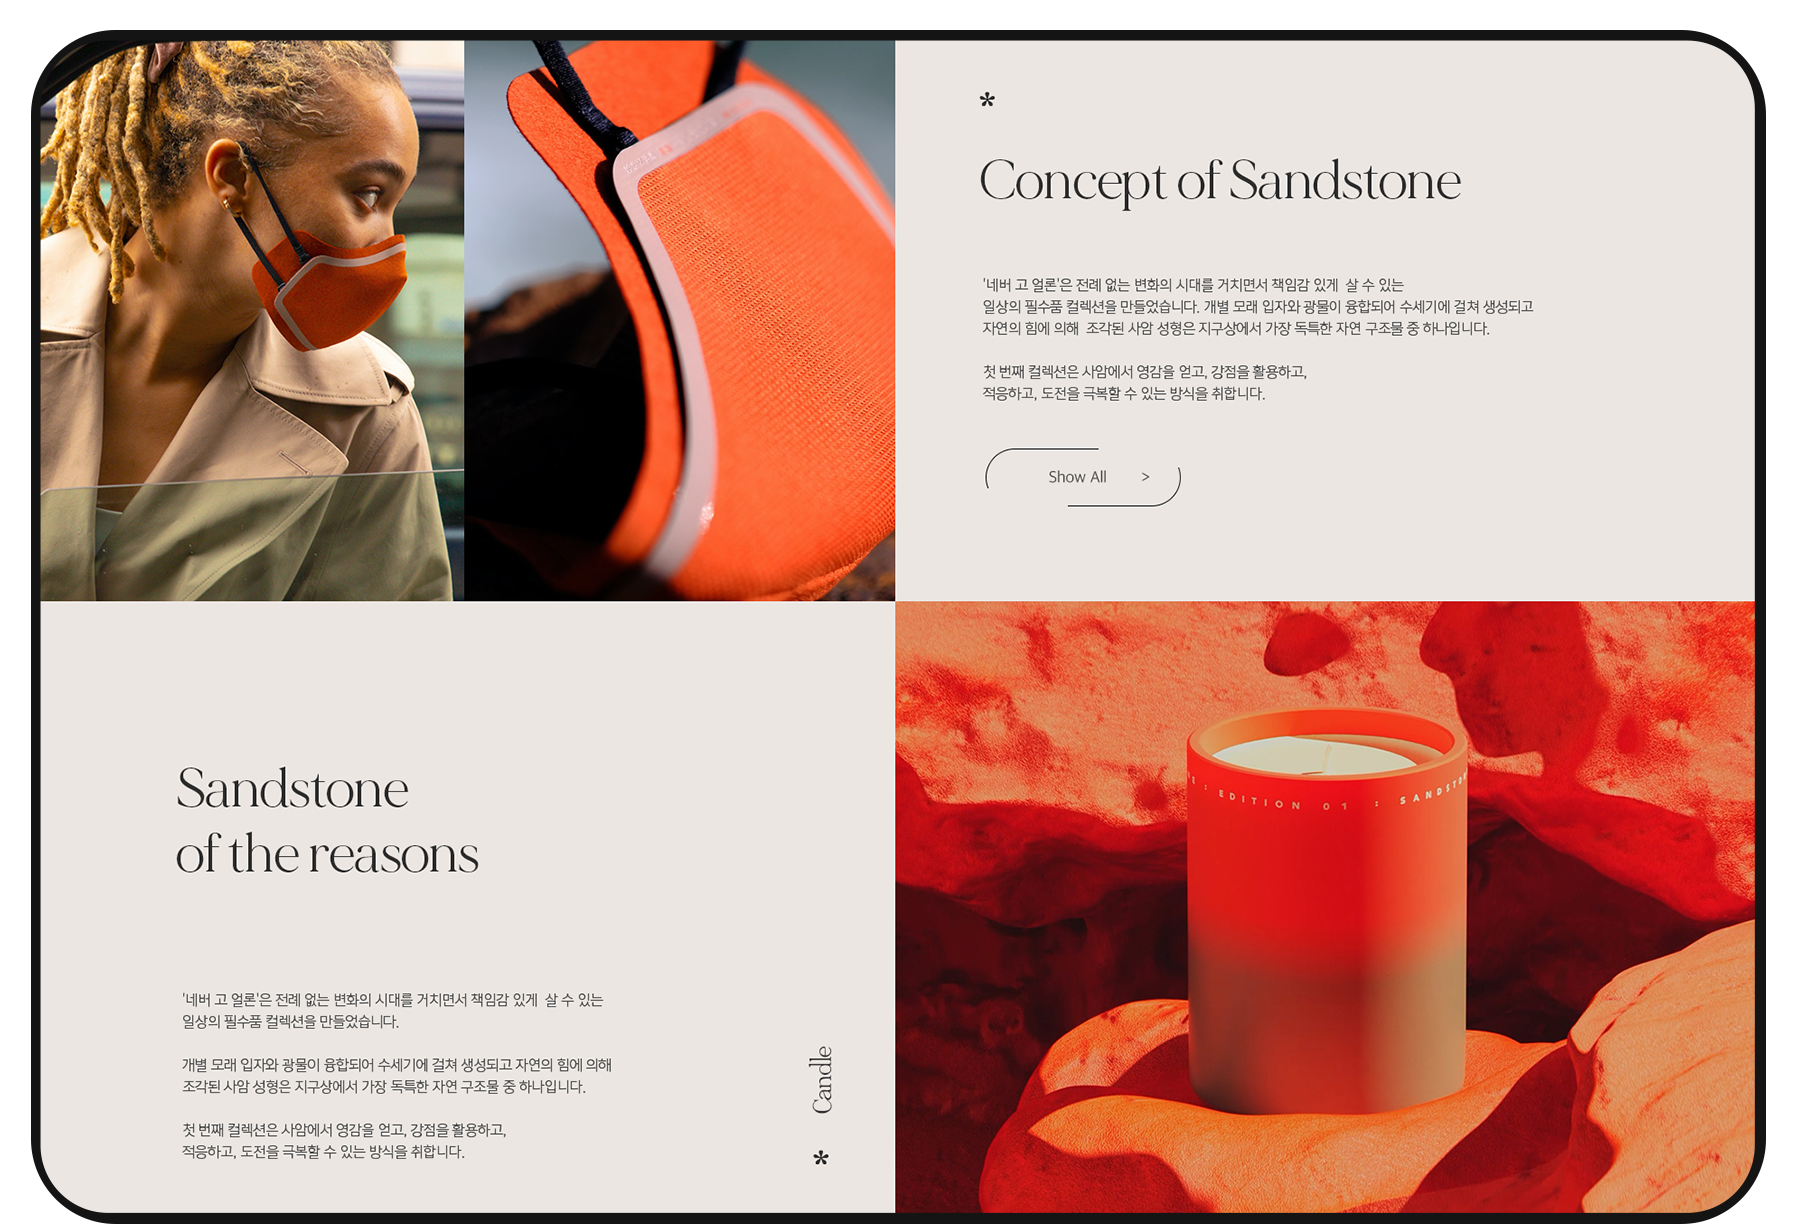 *
Concept of Sandstone
'네버 고 얼론'은 전례 없는 변화의 시대를 거치면서 책임감 있게 살 수 있는
일상의 필수품 컬렉션을 만들었습니다. 개별 모래 입자와 광물이 융합되어 수세기에 걸쳐 생성되고
자연의 힘에 의해 조각된 사암 성형은 지구상에서 가장 독특한 자연 구조물 중 하나입니다.
첫 번째 컬렉션은 사암에서 영감을 얻고, 강점을 활용하고,
적응하고, 도전을 극복할 수 있는 방식을 취합니다.
Show All >
Sandstone
of the reasons
'네버 고 얼론'은 전례 없는 변화의 시대를 거치면서 책임감 있게 살 수 있는
일상의 필수품 컬렉션을 만들었습니다.
개별 모래 입자와 광물이 융합되어 수세기에 걸쳐 생성되고 자연의 힘에 의해
조각된 사암 성형은 지구상에서 가장 독특한 자연 구조물 중 하나입니다.
첫 번째 컬렉션은 사암에서 영감을 얻고, 강점을 활용하고,
적응하고, 도전을 극복할 수 있는 방식을 취합니다.
Candle
*
E : EDITION 01 : SANDSTON